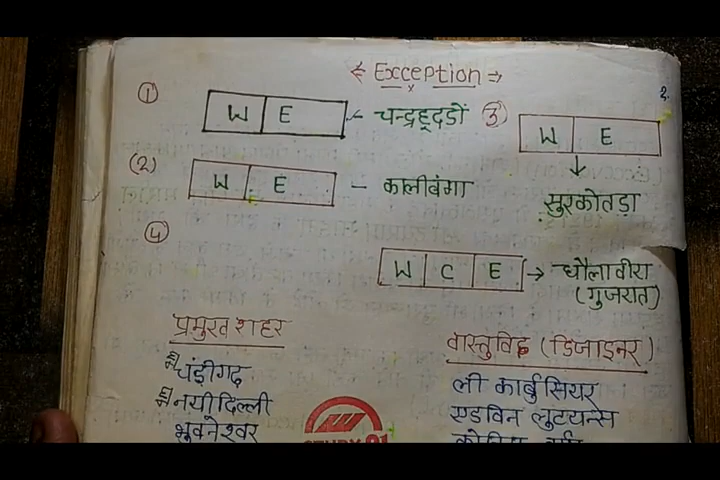 ← Exception ⇒
2.
① W E ← चन्द्रहूदडों
③ W E
↓
सुरकोतड़ा
(2) W E – कालीबंगा
④ W C E → धौलावीरा
(गुजरात)
प्रमुख शहर
वास्तुविद (डिजाइनर)
चंडीगढ़
ली कार्बुसियर
नयी दिल्ली
एडविन लुटयन्स
भुवनेश्वर